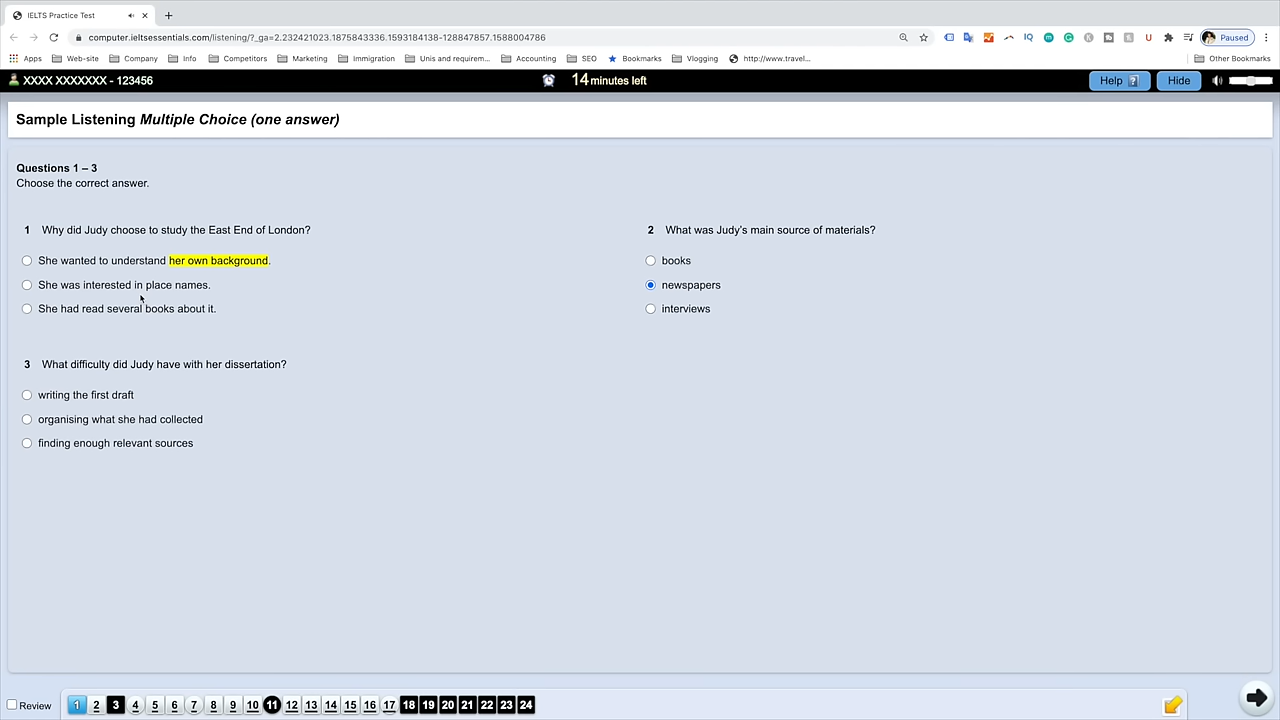 IELTS Practice Test
computer.ieltsessentials.com/listening/?_ga=2.232421023.1875843336.1593184138-128847857.1588004786
Paused
Apps Web-site Company Info Competitors Marketing Immigration Unis and requirem... Accounting SEO Bookmarks Vlogging http://www.travel... Other Bookmarks
XXXX XXXXXXX - 123456
14 minutes left
Help ?
Hide
Sample Listening Multiple Choice (one answer)
Questions 1 – 3
Choose the correct answer.
1 Why did Judy choose to study the East End of London?
She wanted to understand her own background.
She was interested in place names.
She had read several books about it.
2 What was Judy's main source of materials?
books
newspapers
interviews
3 What difficulty did Judy have with her dissertation?
writing the first draft
organising what she had collected
finding enough relevant sources
Review 1 2 3 4 5 6 7 8 9 10 11 12 13 14 15 16 17 18 19 20 21 22 23 24